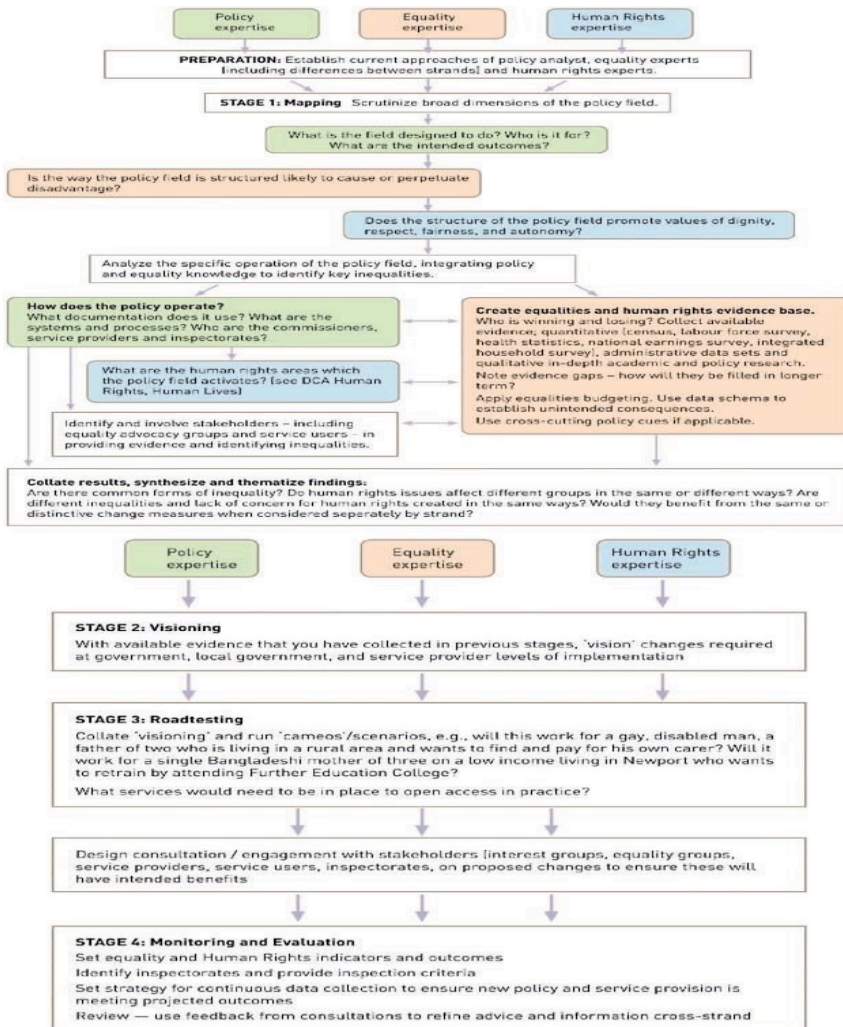 Policy
expertise
Equality
expertise
Human Rights
expertise
PREPARATION: Establish current approaches of policy analyst, equality experts
[including differences between strands] and human rights experts.
STAGE 1: Mapping Scrutinize broad dimensions of the policy field.
What is the field designed to do? Who is it for?
What are the intended outcomes?
Is the way the policy field is structured likely to cause or perpetuate
disadvantage?
Does the structure of the policy field promote values of dignity,
respect, fairness, and autonomy?
Analyze the specific operation of the policy field, integrating policy
and equality knowledge to identify key inequalities.
How does the policy operate?
What documentation does it use? What are the
systems and processes? Who are the commissioners,
service providers and inspectorates?
What are the human rights areas which
the policy field activates? [see DCA Human
Rights, Human Lives]
Identify and involve stakeholders – including
equality advocacy groups and service users – in
providing evidence and identifying inequalities.
Create equalities and human rights evidence base.
Who is winning and losing? Collect available
evidence; quantitative [census, labour force survey,
health statistics, national earnings survey, integrated
household survey], administrative data sets and
qualitative in-depth academic and policy research.
Note evidence gaps – how will they be filled in longer
term?
Apply equalities budgeting. Use data schema to
establish unintended consequences.
Use cross-cutting policy cues if applicable.
Collate results, synthesize and thematize findings:
Are there common forms of inequality? Do human rights issues affect different groups in the same or different ways? Are
different inequalities and lack of concern for human rights created in the same ways? Would they benefit from the same or
distinctive change measures when considered seperately by strand?
Policy
expertise
Equality
expertise
Human Rights
expertise
STAGE 2: Visioning
With available evidence that you have collected in previous stages, 'vision' changes required
at government, local government, and service provider levels of implementation
STAGE 3: Roadtesting
Collate 'visioning' and run 'cameos'/scenarios, e.g., will this work for a gay, disabled man, a
father of two who is living in a rural area and wants to find and pay for his own carer? Will it
work for a single Bangladeshi mother of three on a low income living in Newport who wants
to retrain by attending Further Education College?
What services would need to be in place to open access in practice?
Design consultation / engagement with stakeholders [interest groups, equality groups,
service providers, service users, inspectorates, on proposed changes to ensure these will
have intended benefits
STAGE 4: Monitoring and Evaluation
Set equality and Human Rights indicators and outcomes
Identify inspectorates and provide inspection criteria
Set strategy for continuous data collection to ensure new policy and service provision is
meeting projected outcomes
Review — use feedback from consultations to refine advice and information cross-strand